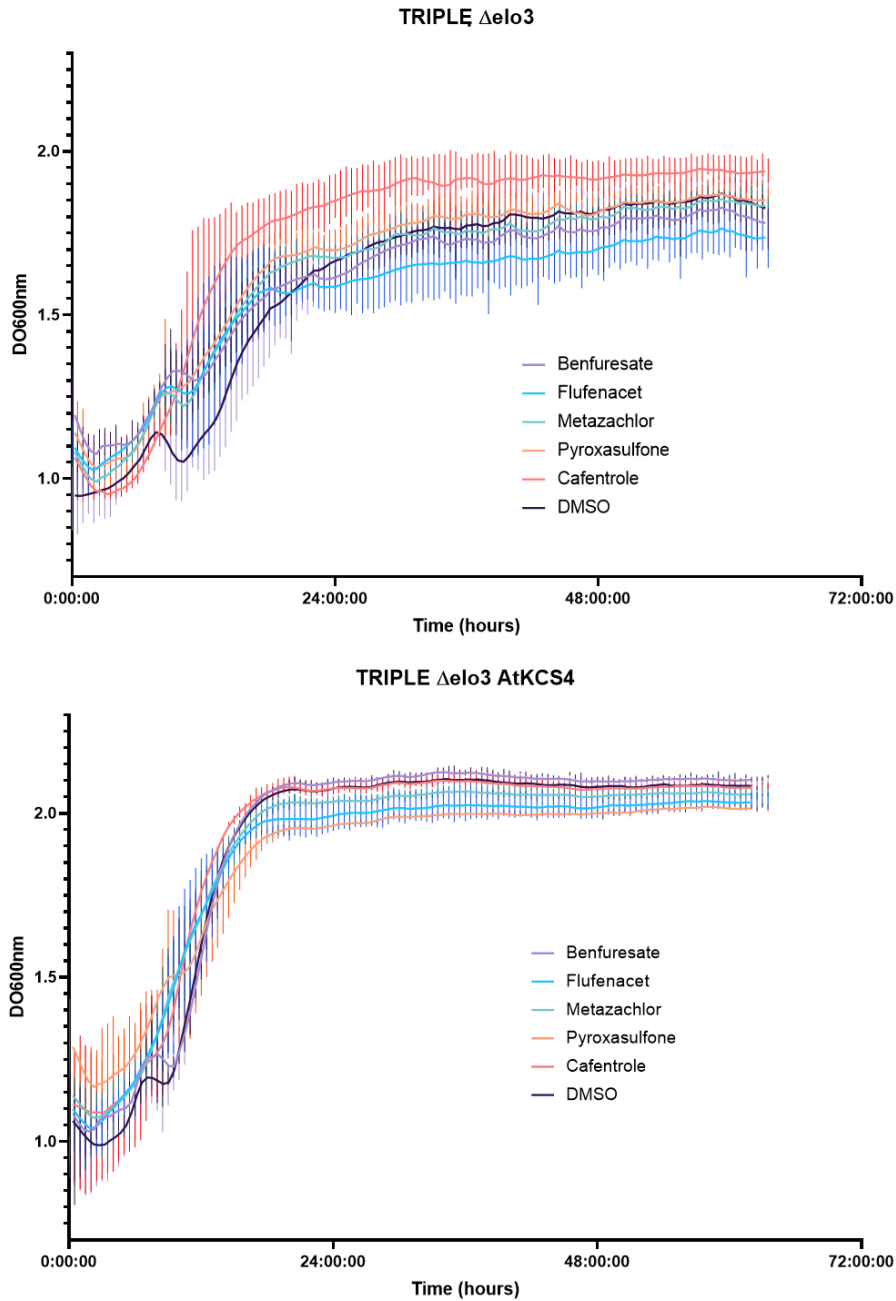 TRIPLE, Δelo3
2.0
1.5
1.0
DO600nm
Benfuresate
Flufenacet
Metazachlor
Pyroxasulfone
Cafentrole
DMSO
0:00:00 24:00:00 48:00:00 72:00:00
Time (hours)
TRIPLE Δelo3 AtKCS4
2.0
1.5
1.0
DO600nm
Benfuresate
Flufenacet
Metazachlor
Pyroxasulfone
Cafentrole
DMSO
0:00:00 24:00:00 48:00:00 72:00:00
Time (hours)